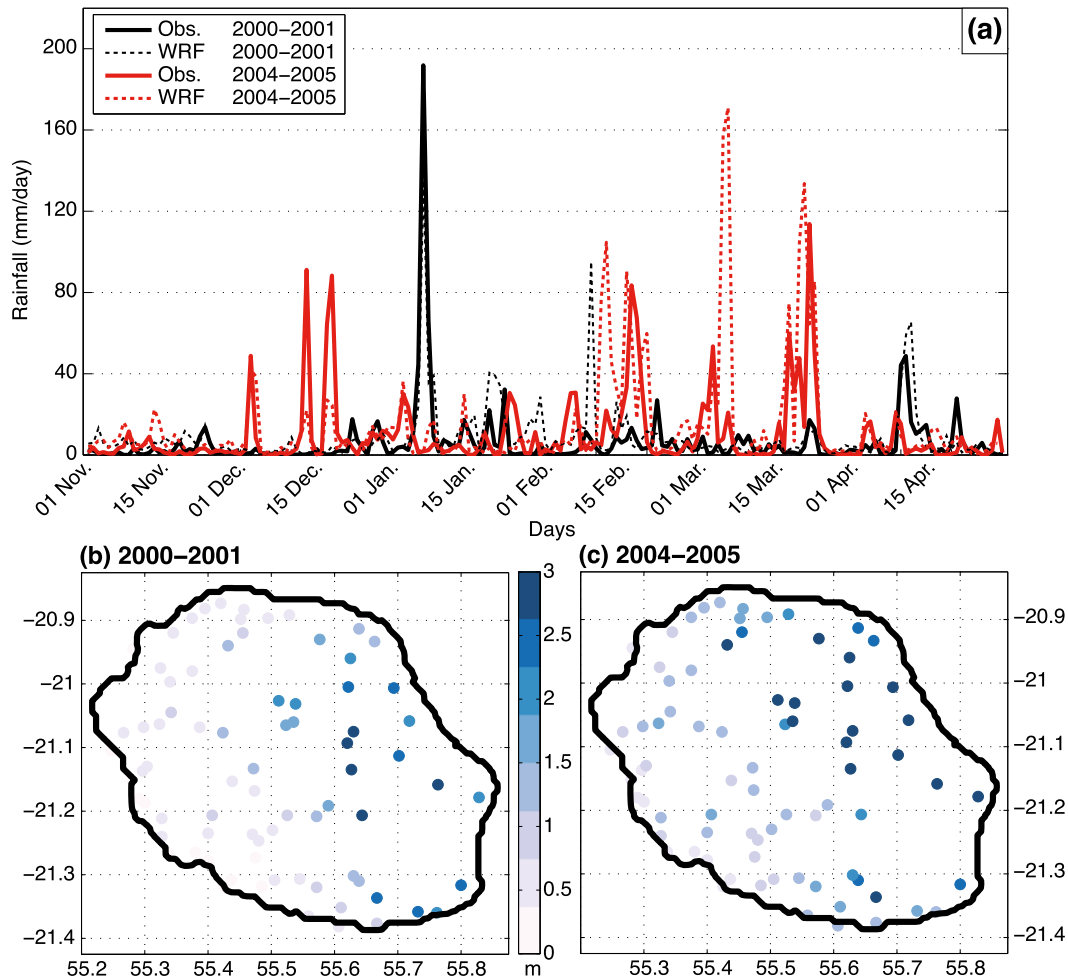 (a)
Obs. 2000–2001
WRF 2000–2001
Obs. 2004–2005
WRF 2004–2005
Rainfall (mm/day)
200
160
120
80
40
0
01 Nov. 15 Nov. 01 Dec. 15 Dec. 01 Jan. 15 Jan. 01 Feb. 15 Feb. 01 Mar. 15 Mar. 01 Apr. 15 Apr.
Days
(b) 2000–2001
−20.9
−21
−21.1
−21.2
−21.3
−21.4
55.2 55.3 55.4 55.5 55.6 55.7 55.8
3
2.5
2
1.5
1
0.5
0
m
(c) 2004–2005
−20.9
−21
−21.1
−21.2
−21.3
−21.4
55.3 55.4 55.5 55.6 55.7 55.8